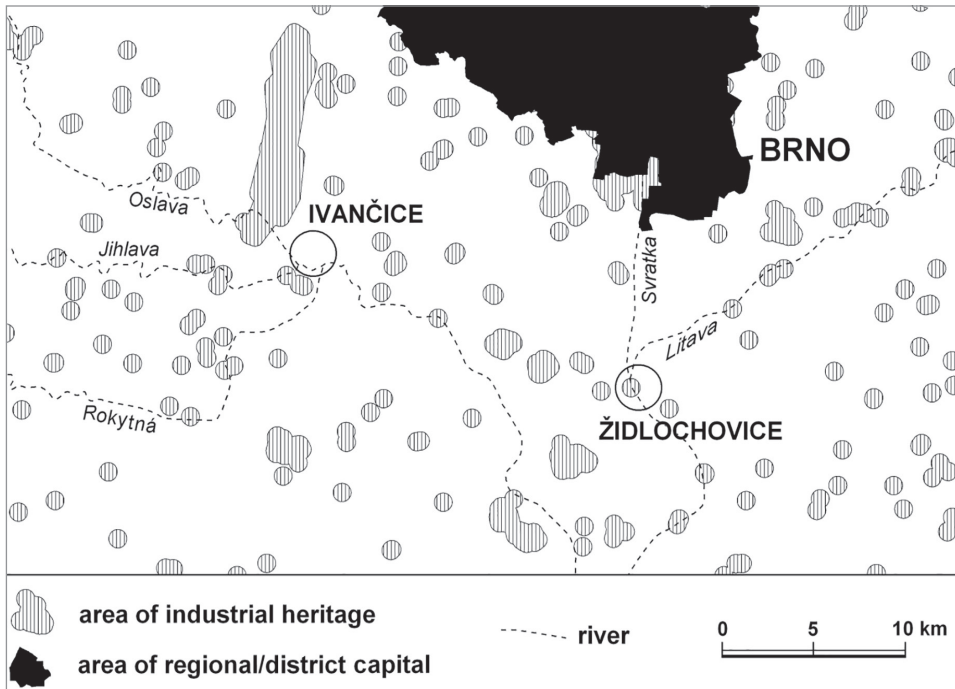 BRNO
Oslava
IVANČICE
Jihlava
Svratka
Litava
Rokytná
ŽIDLOCHOVICE
area of industrial heritage
river
0 5 10 km
area of regional/district capital